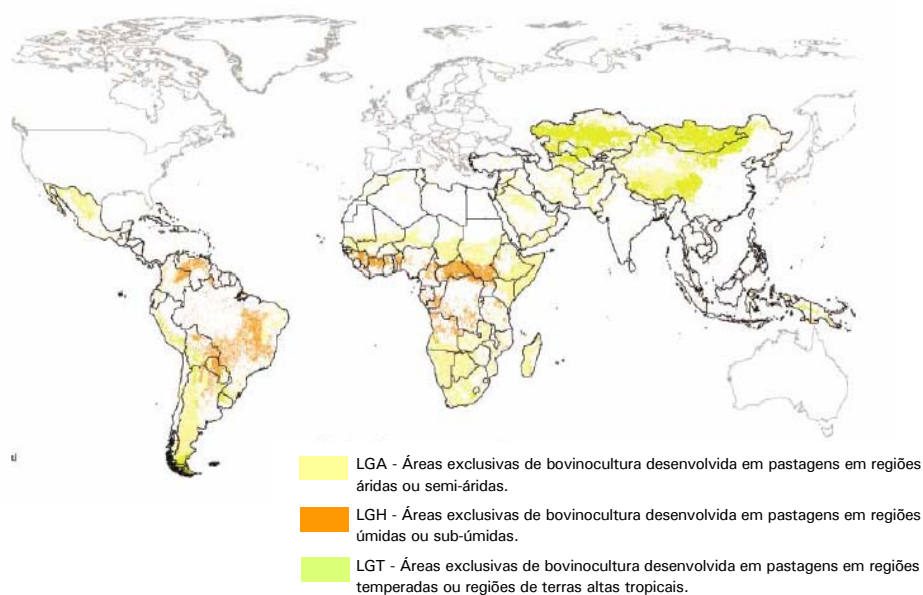 LGA - Áreas exclusivas de bovinocultura desenvolvida em pastagens em regiões
áridas ou semi-áridas.
LGH - Áreas exclusivas de bovinocultura desenvolvida em pastagens em regiões
úmidas ou sub-úmidas.
LGT - Áreas exclusivas de bovinocultura desenvolvida em pastagens em regiões
temperadas ou regiões de terras altas tropicais.